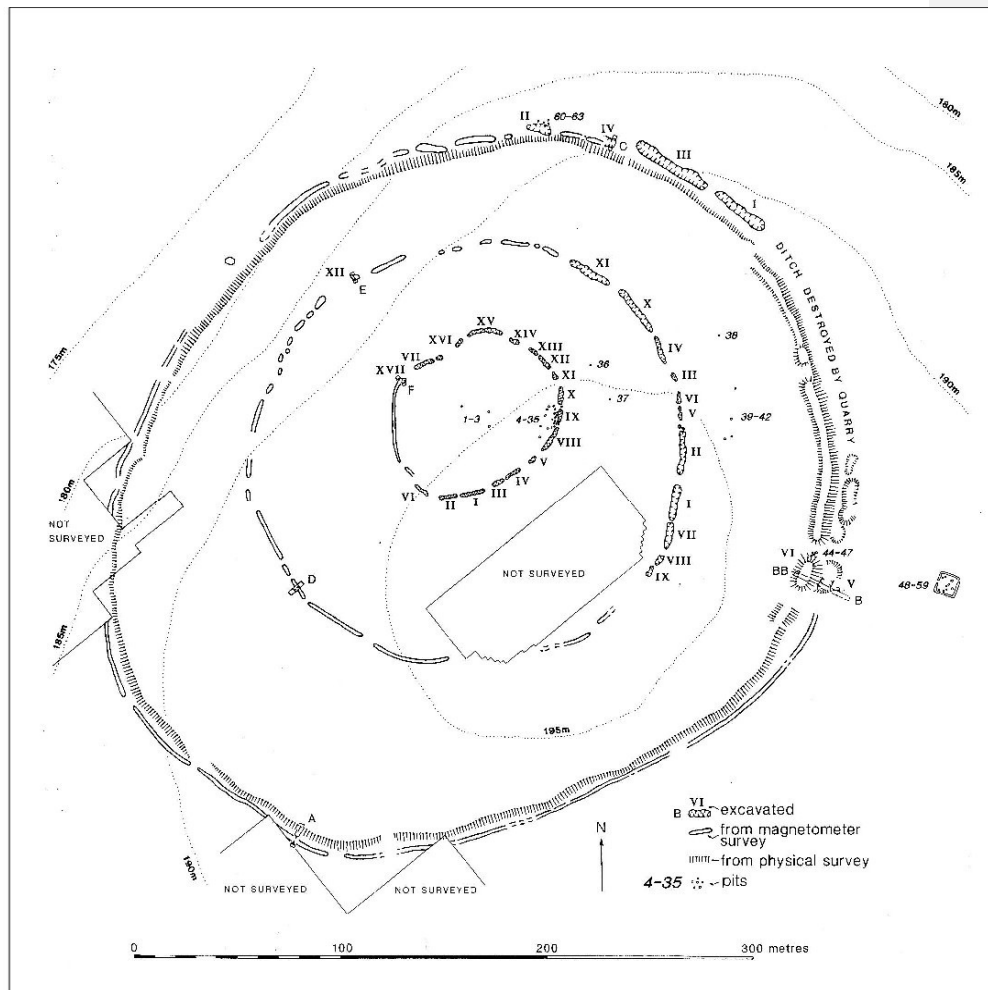 180m
185m
II 60-63
IV
C
III
I
DITCH DESTROYED BY QUARRY
XII
E
XI
X
IV
38
III
VI
V
II
I
VII
VIII
IX
175m
190m
XV
XVI
XIV
XIII
XII
XI
VII
XVII
F
X
IX
VIII
36
37
1-3
4-35
39-42
V
IV
III
I
II
VI
180m
NOT SURVEYED
185m
NOT SURVEYED
D
VI 44-47
BB
V
B
48-59
195m
A
190m
NOT SURVEYED
NOT SURVEYED
N
VI
B excavated
from magnetometer
survey
from physical survey
4-35 pits
0 100 200 300 metres